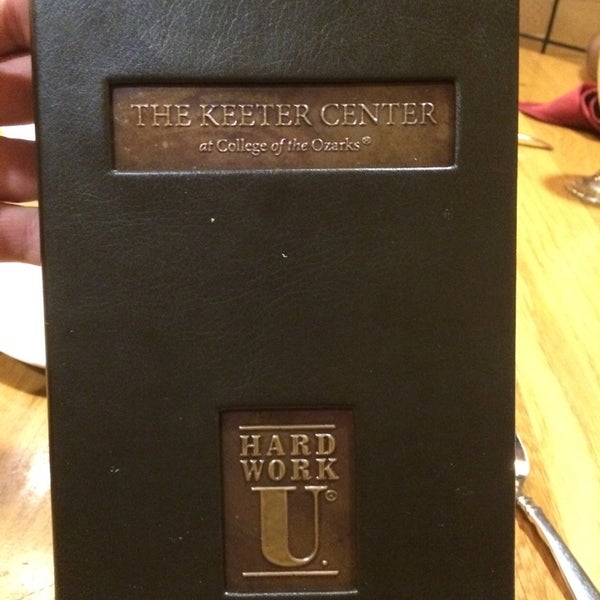 THE KEETER CENTER
at College of the Ozarks®
HARD
WORK
U.®